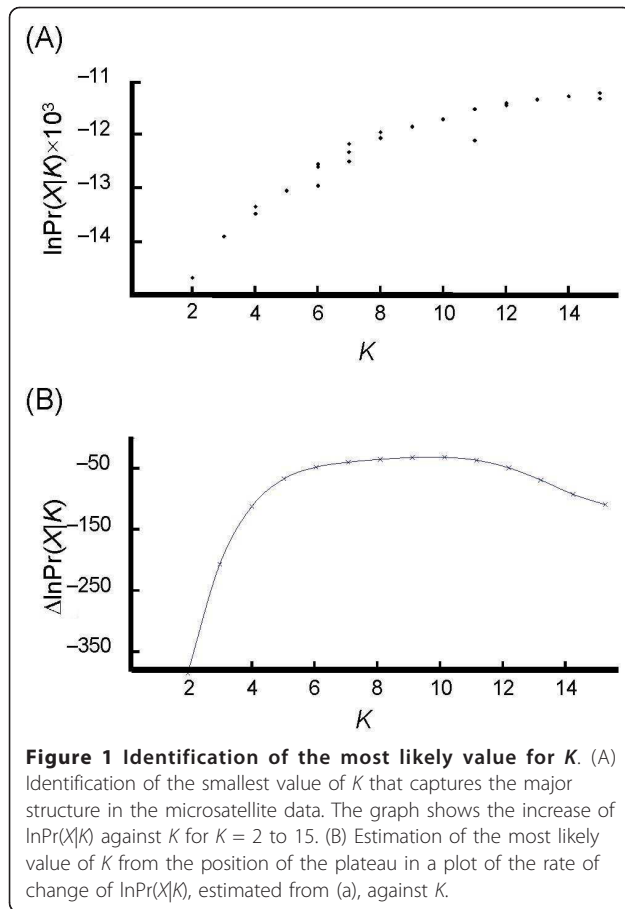 (A)
lnPr(X|K)×10³
−11
−12
−13
−14
2 4 6 8 10 12 14
K
(B)
ΔlnPr(X|K)
−50
−150
−250
−350
2 4 6 8 10 12 14
K
Figure 1 Identification of the most likely value for K. (A)
Identification of the smallest value of K that captures the major
structure in the microsatellite data. The graph shows the increase of
lnPr(X|K) against K for K = 2 to 15. (B) Estimation of the most likely
value of K from the position of the plateau in a plot of the rate of
change of lnPr(X|K), estimated from (a), against K.